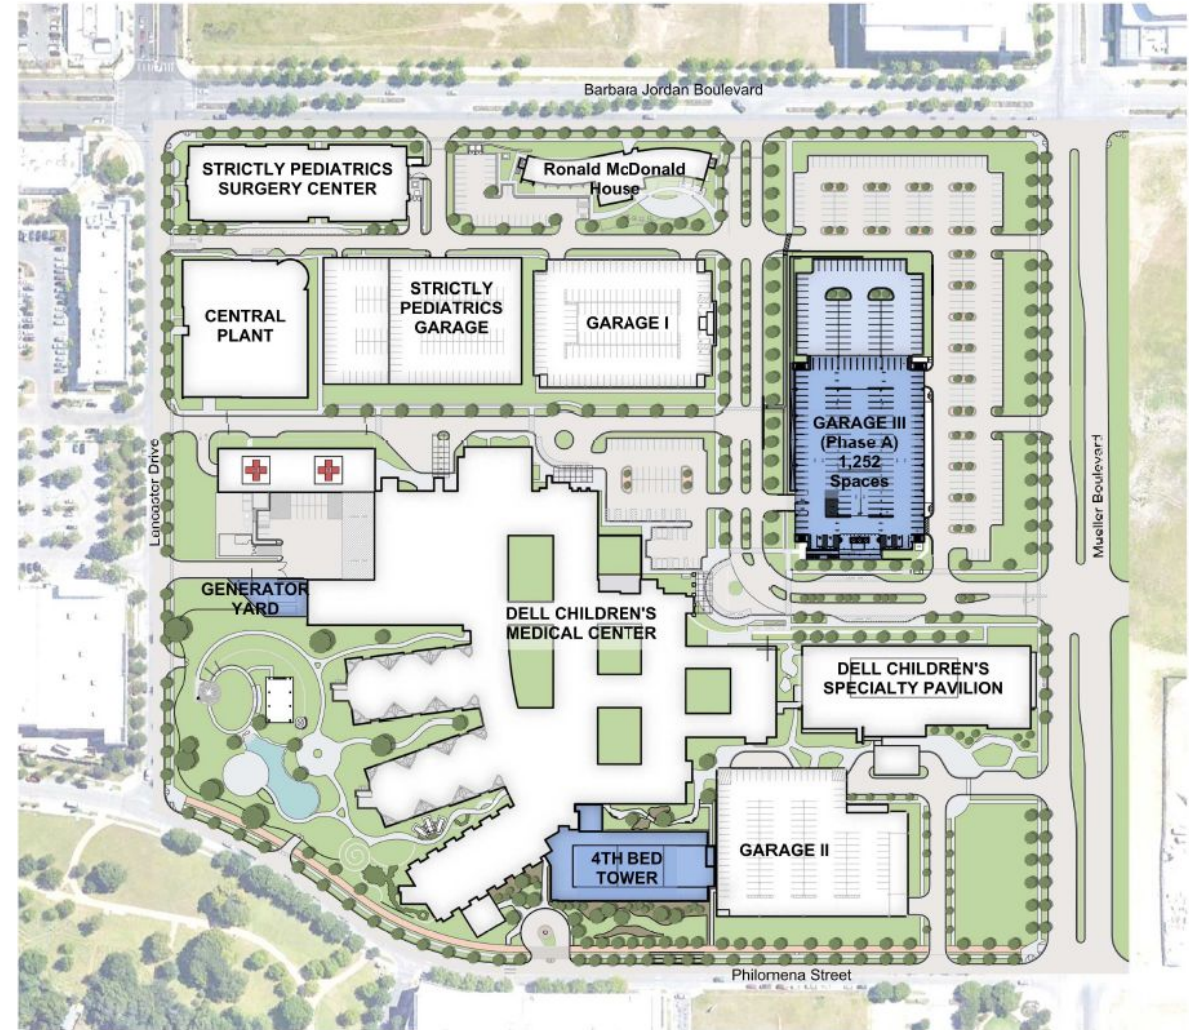 Barbara Jordan Boulevard
STRICTLY PEDIATRICS
SURGERY CENTER
Ronald McDonald
House
CENTRAL
PLANT
STRICTLY
PEDIATRICS
GARAGE
GARAGE I
GARAGE III
(Phase A)
1,252
Spaces
Lancaster Drive
Mueller Boulevard
GENERATOR
YARD
DELL CHILDREN'S
MEDICAL CENTER
DELL CHILDREN'S
SPECIALTY PAVILION
4TH BED
TOWER
GARAGE II
Philomena Street